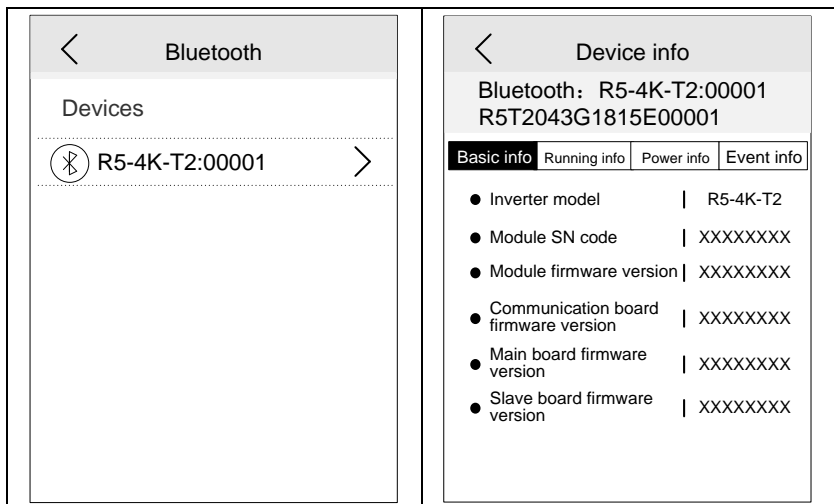 Bluetooth
Devices
R5-4K-T2:00001
Device info
Bluetooth：R5-4K-T2:00001
R5T2043G1815E00001
Basic info Running info Power info Event info
Inverter model R5-4K-T2
Module SN code XXXXXXXX
Module firmware version XXXXXXXX
Communication board
firmware version XXXXXXXX
Main board firmware
version XXXXXXXX
Slave board firmware
version XXXXXXXX